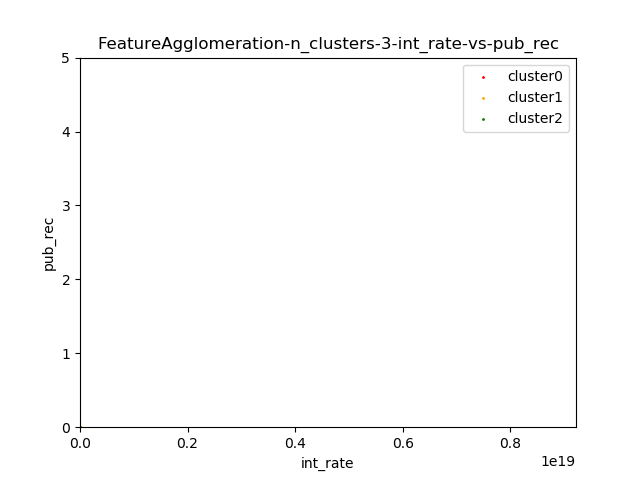 FeatureAgglomeration-n_clusters-3-int_rate-vs-pub_rec
cluster0
cluster1
cluster2
5
4
3
2
1
0
pub_rec
0.0 0.2 0.4 0.6 0.8
1e19
int_rate